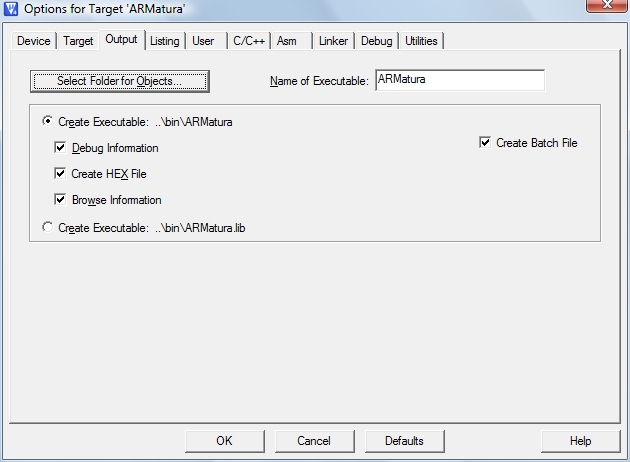 Options for Target 'ARMatura'
Device Target Output Listing User C/C++ Asm Linker Debug Utilities
Select Folder for Objects... Name of Executable: ARMatura
Create Executable: ..\bin\ARMatura
Debug Information Create Batch File
Create HEX File
Browse Information
Create Executable: ..\bin\ARMatura.lib
OK Cancel Defaults Help